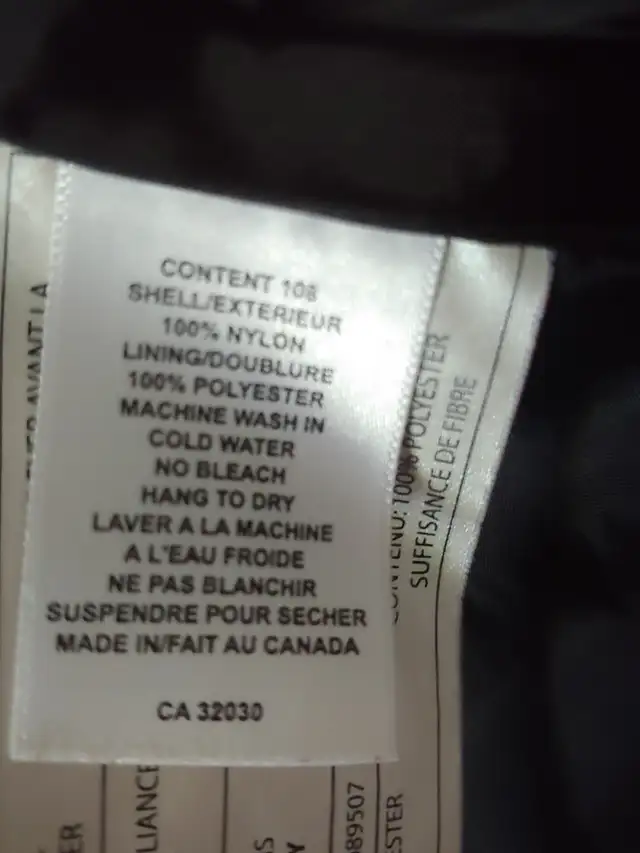 CONTENT 108
SHELL/EXTERIEUR
100% NYLON
LINING/DOUBLURE
100% POLYESTER
MACHINE WASH IN
COLD WATER
NO BLEACH
HANG TO DRY
LAVER A LA MACHINE
A L'EAU FROIDE
NE PAS BLANCHIR
SUSPENDRE POUR SECHER
MADE IN/FAIT AU CANADA
CA 32030
100% POLYESTER
SUFFISANCE DE FIBRE
89507